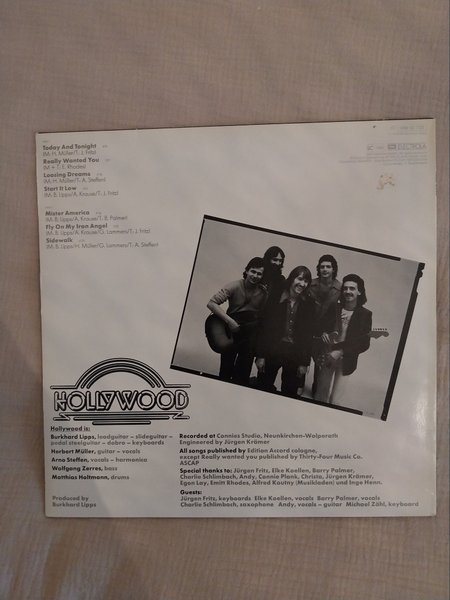 Today And Tonight
(M: H. Müller/T: J. Fritz)
Really Wanted You
(M + T: E. Rhodes)
Loosing Dreams
(M: H. Müller/T: A. Steffen)
Start It Low
(M: B. Lipps/A. Krause/T: J. Fritz)
Mister America
(M: B. Lipps/A. Krause/T: B. Palmer)
Fly On My Iron Angel
(M: B. Lipps/A. Krause/G. Lammers/T: J. Fritz)
Sidewalk
(M: B. Lipps/H. Müller/G. Lammers/T: A. Steffen)
ELECTROLA
HOLLYWOOD
Hollywood is:
Burkhard Lipps, leadguitar – slideguitar –
pedal steelguitar – dobro – keyboards
Herbert Müller, guitar – vocals
Arno Steffen, vocals – harmonica
Wolfgang Zerres, bass
Matthias Holtmann, drums
Produced by
Burkhard Lipps
Recorded at Connies Studio, Neunkirchen-Wolperath
Engineered by Jürgen Krämer
All songs published by Edition Accord cologne,
except Really wanted you published by Thirty-Four Music Co.
ASCAP
Special thanks to: Jürgen Fritz, Elke Koellen, Barry Palmer,
Charlie Schlimbach, Andy, Connie Plank, Christa, Jürgen Krämer,
Egon Lay, Emitt Rhodes, Alfred Koutny (Musikladen) und Inge Henn.
Guests:
Jürgen Fritz, keyboards Elke Koellen, vocals Barry Palmer, vocals
Charlie Schlimbach, saxophone Andy, vocals – guitar Michael Zähl, keyboard